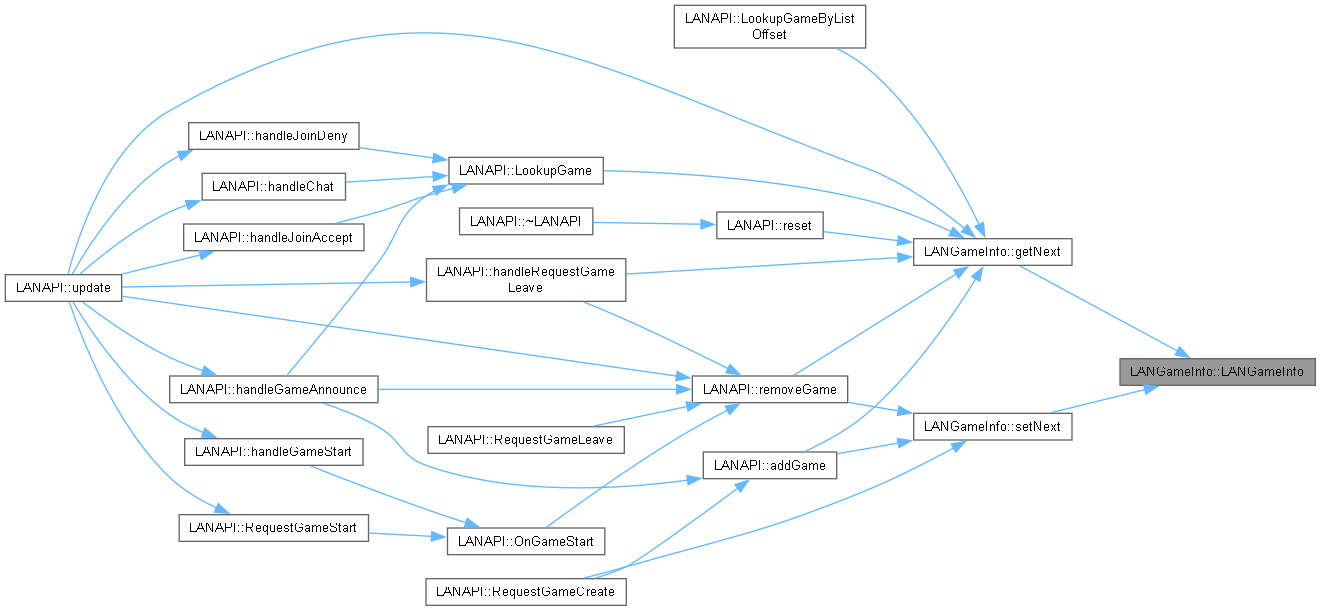 LANAPI::LookupGameByList
Offset
LANAPI::handleJoinDeny
LANAPI::LookupGame
LANAPI::handleChat
LANAPI::~LANAPI
LANAPI::reset
LANAPI::handleJoinAccept
LANGameInfo::getNext
LANAPI::handleRequestGame
Leave
LANAPI::update
LANGameInfo::LANGameInfo
LANAPI::handleGameAnnounce
LANAPI::removeGame
LANGameInfo::setNext
LANAPI::RequestGameLeave
LANAPI::handleGameStart
LANAPI::addGame
LANAPI::RequestGameStart
LANAPI::OnGameStart
LANAPI::RequestGameCreate